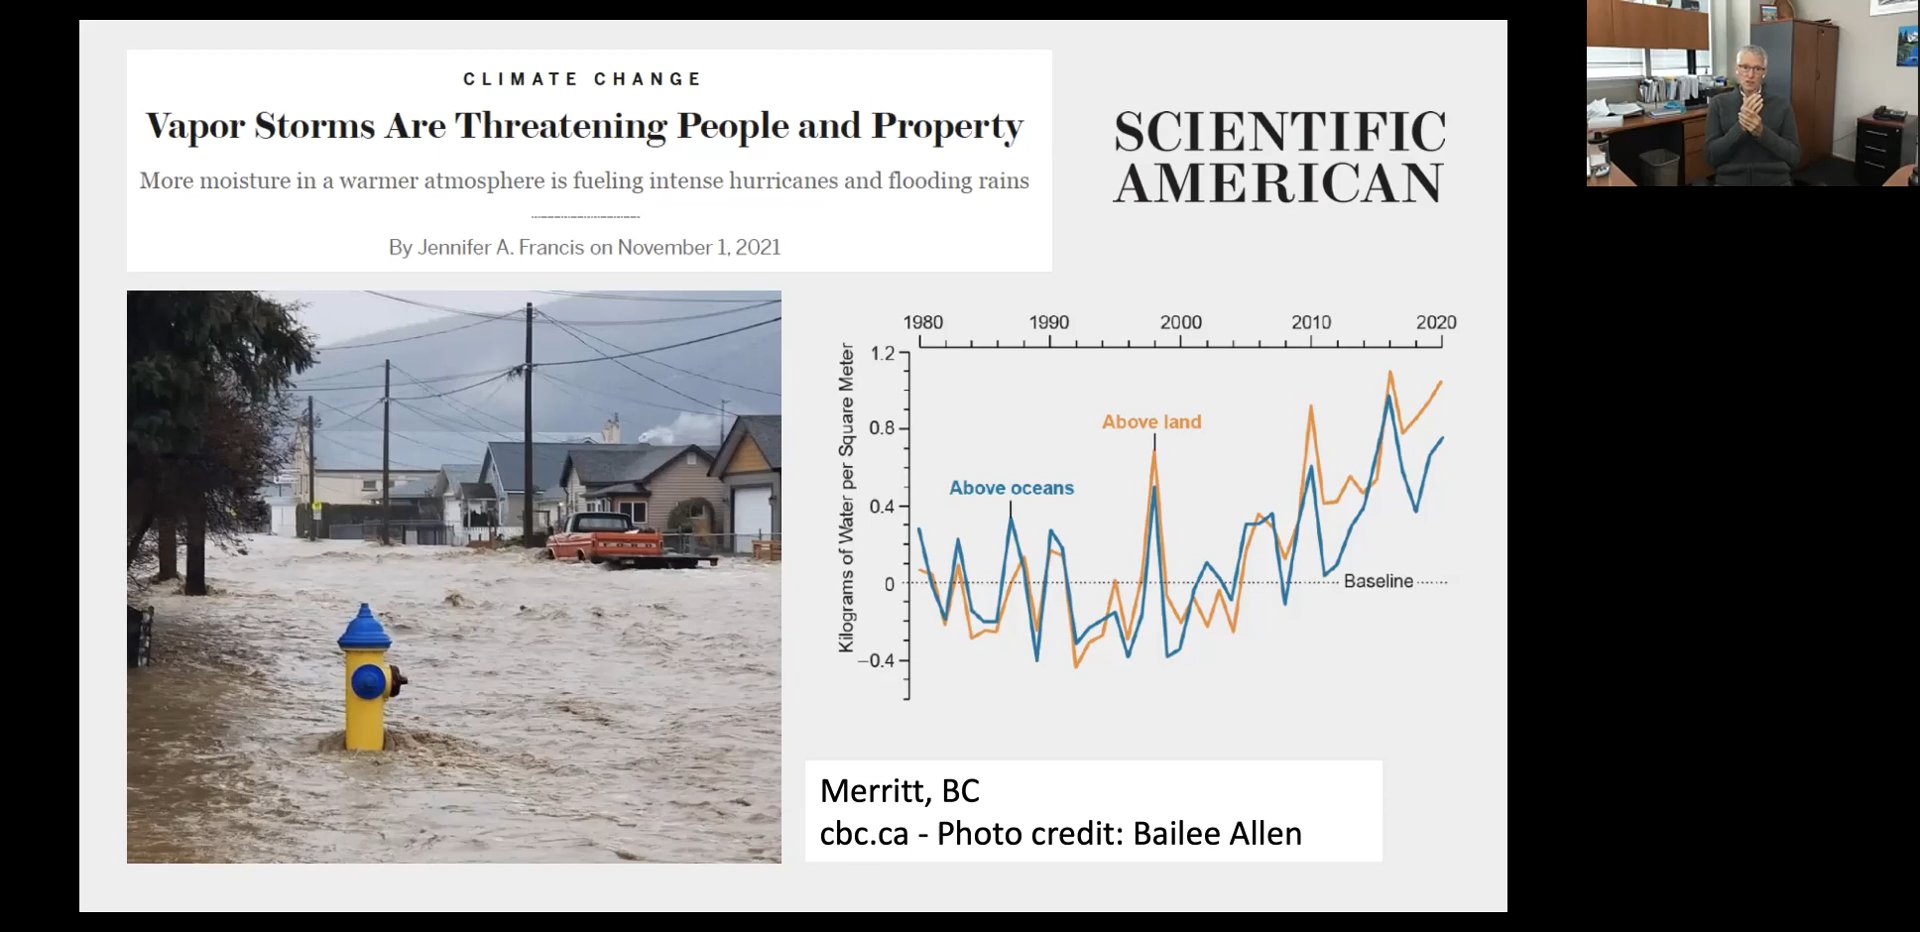 CLIMATE CHANGE
Vapor Storms Are Threatening People and Property
More moisture in a warmer atmosphere is fueling intense hurricanes and flooding rains
By Jennifer A. Francis on November 1, 2021
SCIENTIFIC
AMERICAN
FORD
1980 1990 2000 2010 2020
Kilograms of Water per Square Meter
1.2
0.8
0.4
0
−0.4
Above land
Above oceans
Baseline
Merritt, BC
cbc.ca - Photo credit: Bailee Allen